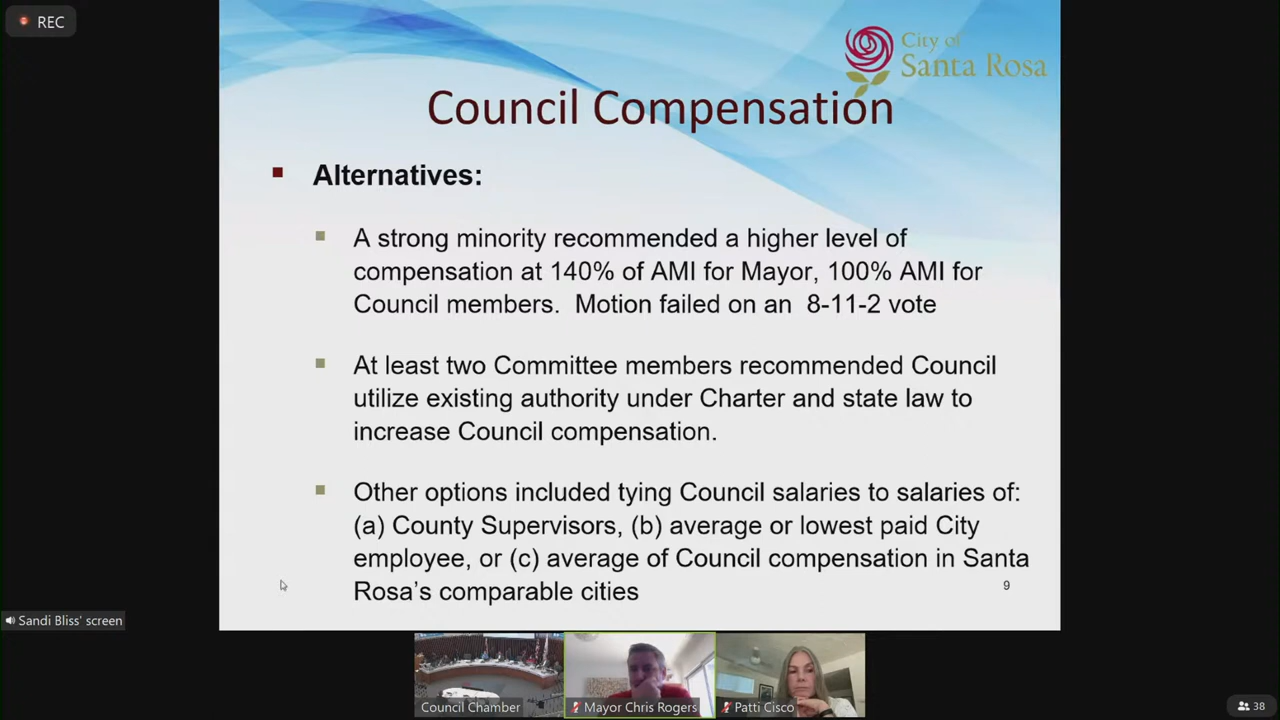 REC
City of
Santa Rosa
Council Compensation
Alternatives:
A strong minority recommended a higher level of
compensation at 140% of AMI for Mayor, 100% AMI for
Council members.  Motion failed on an  8-11-2 vote
At least two Committee members recommended Council
utilize existing authority under Charter and state law to
increase Council compensation.
Other options included tying Council salaries to salaries of:
(a) County Supervisors, (b) average or lowest paid City
employee, or (c) average of Council compensation in Santa
Rosa's comparable cities
9
Sandi Bliss' screen
Council Chamber
Mayor Chris Rogers
Patti Cisco
38